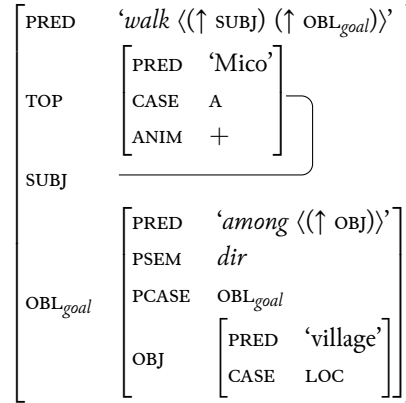 PRED ‘walk ⟨(↑ SUBJ) (↑ OBLgoal)⟩’
PRED ‘Mico’
TOP CASE A
ANIM +
SUBJ
PRED ‘among ⟨(↑ OBJ)⟩’
PSEM dir
OBLgoal PCASE OBLgoal
PRED ‘village’
OBJ
CASE LOC